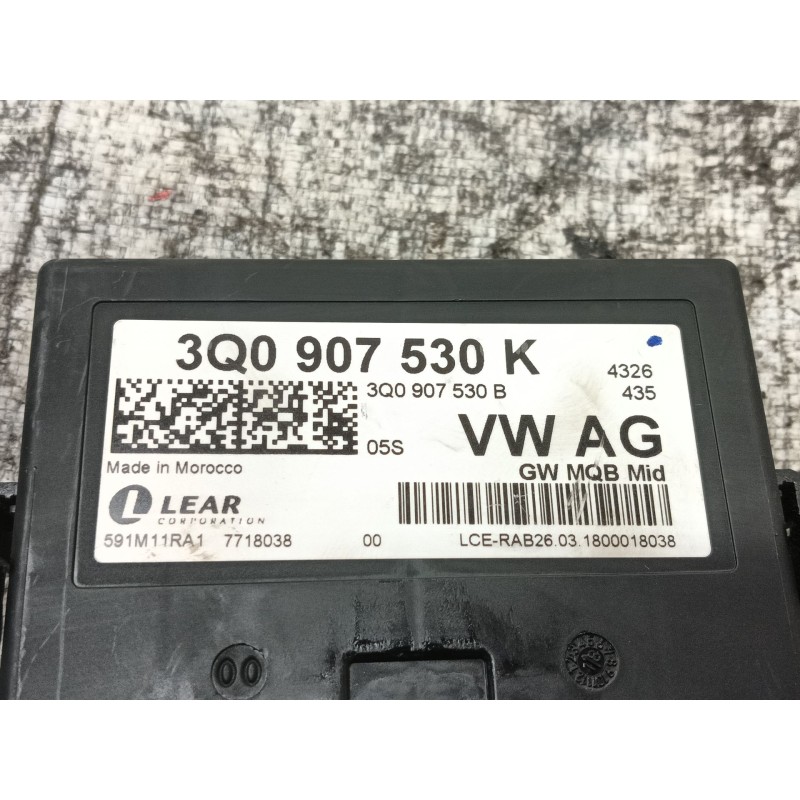 3Q0 907 530 K
4326
3Q0 907 530 B
435
05S
VW AG
Made in Morocco
GW MQB Mid
LEAR
CORPORATION
591M11RA1 7718038 00 LCE-RAB26.03.1800018038
00